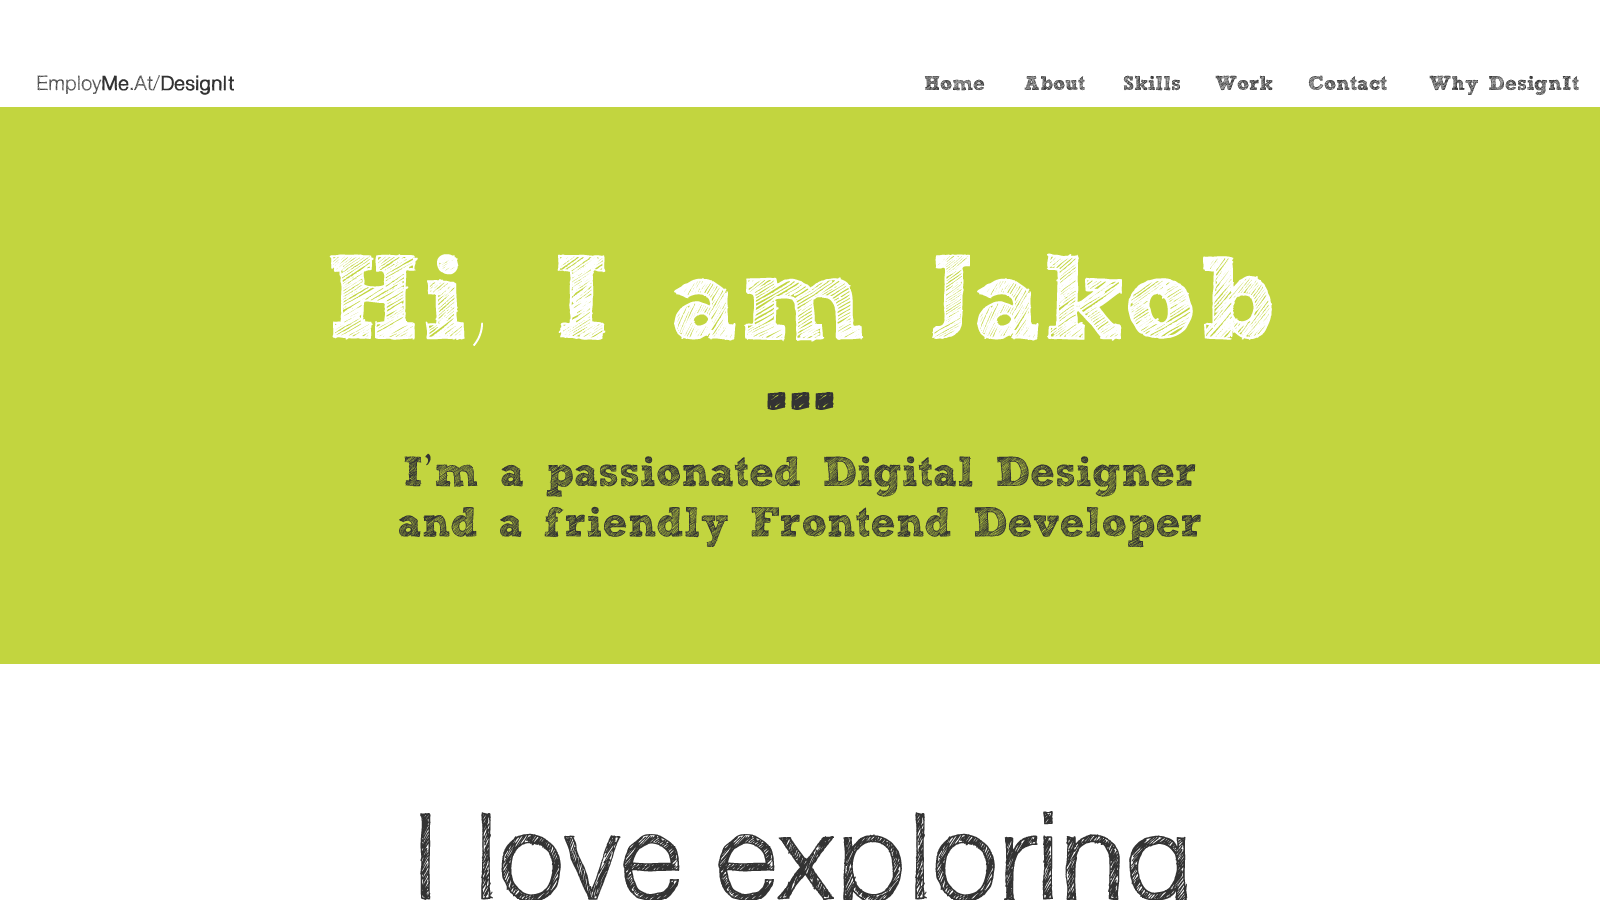 EmployMe.At/DesignIt
Home About Skills Work Contact Why DesignIt
Hi, I am Jakob
I'm a passionated Digital Designer
and a friendly Frontend Developer
I love exploring